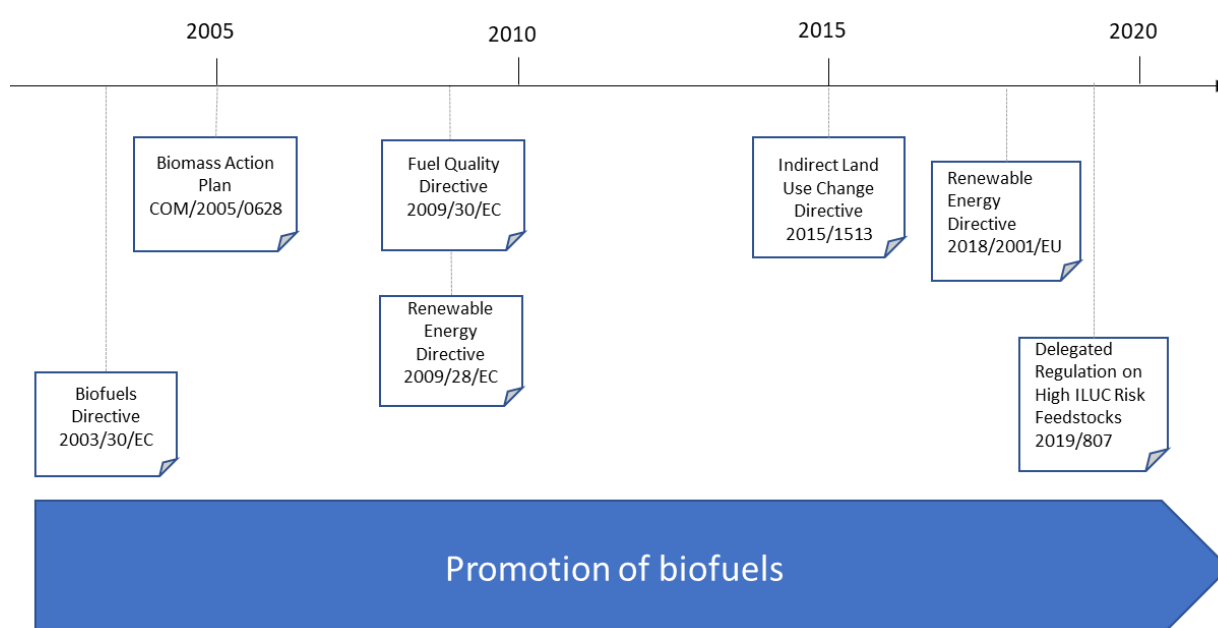 2005
2010
2015
2020
Biomass Action
Plan
COM/2005/0628
Fuel Quality
Directive
2009/30/EC
Indirect Land
Use Change
Directive
2015/1513
Renewable
Energy
Directive
2018/2001/EU
Renewable
Energy
Directive
2009/28/EC
Delegated
Regulation on
High ILUC Risk
Feedstocks
2019/807
Biofuels
Directive
2003/30/EC
Promotion of biofuels